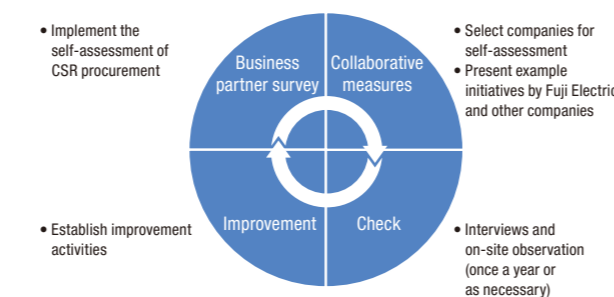 • Implement the
self-assessment of
CSR procurement
Business
partner survey
Collaborative
measures
• Select companies for
self-assessment
• Present example
initiatives by Fuji Electric
and other companies
• Establish improvement
activities
Improvement
Check
• Interviews and
on-site observation
(once a year or
as necessary)